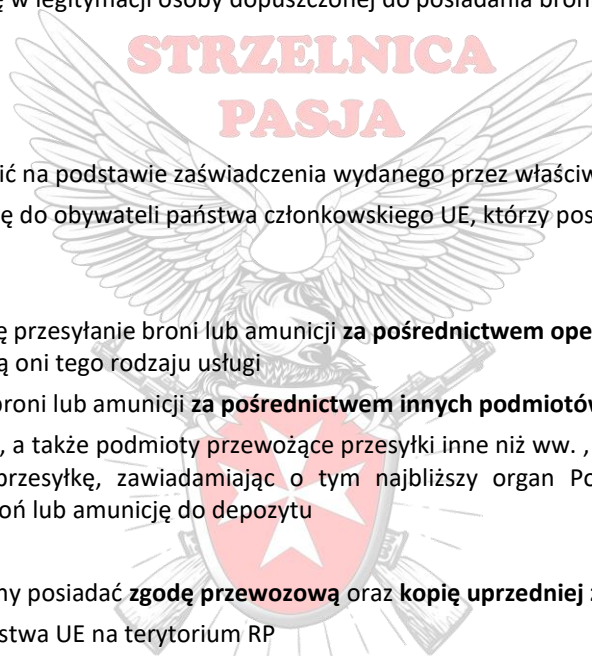 ę w legitymacji osoby dopuszczonej do posiadania bron
STRZELNICA
PASJA
ić na podstawie zaświadczenia wydanego przez właściw
ę do obywateli państwa członkowskiego UE, którzy pos
ę przesyłanie broni lub amunicji za pośrednictwem ope
ą oni tego rodzaju usługi
broni lub amunicji za pośrednictwem innych podmiotów
, a także podmioty przewożące przesyłki inne niż ww. ,
przesyłkę, zawiadamiając o tym najbliższy organ Po
oń lub amunicję do depozytu
ny posiadać zgodę przewozową oraz kopię uprzedniej z
stwa UE na terytorium RP